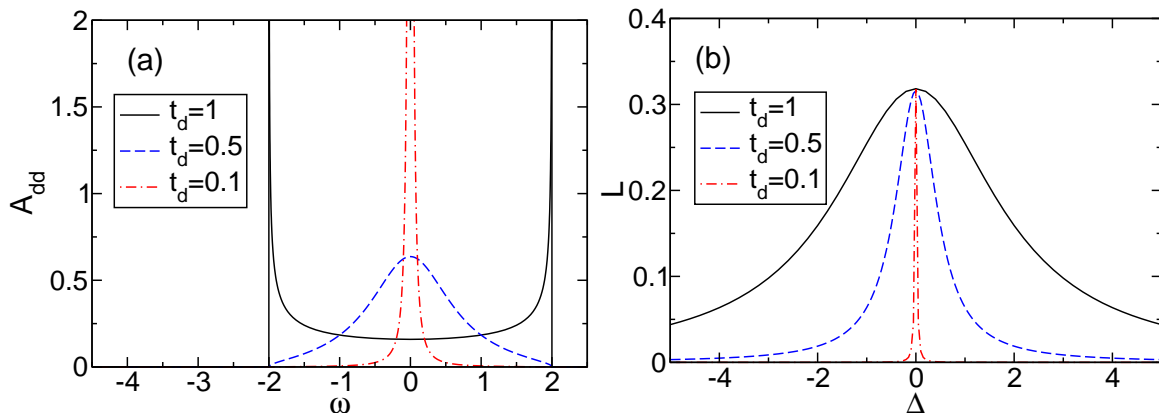 (a)
A_dd
2
1.5
1
0.5
0
t_d=1
t_d=0.5
t_d=0.1
-4 -3 -2 -1 0 1 2
ω
(b)
L
0.4
0.3
0.2
0.1
0
t_d=1
t_d=0.5
t_d=0.1
-4 -2 0 2 4
Δ